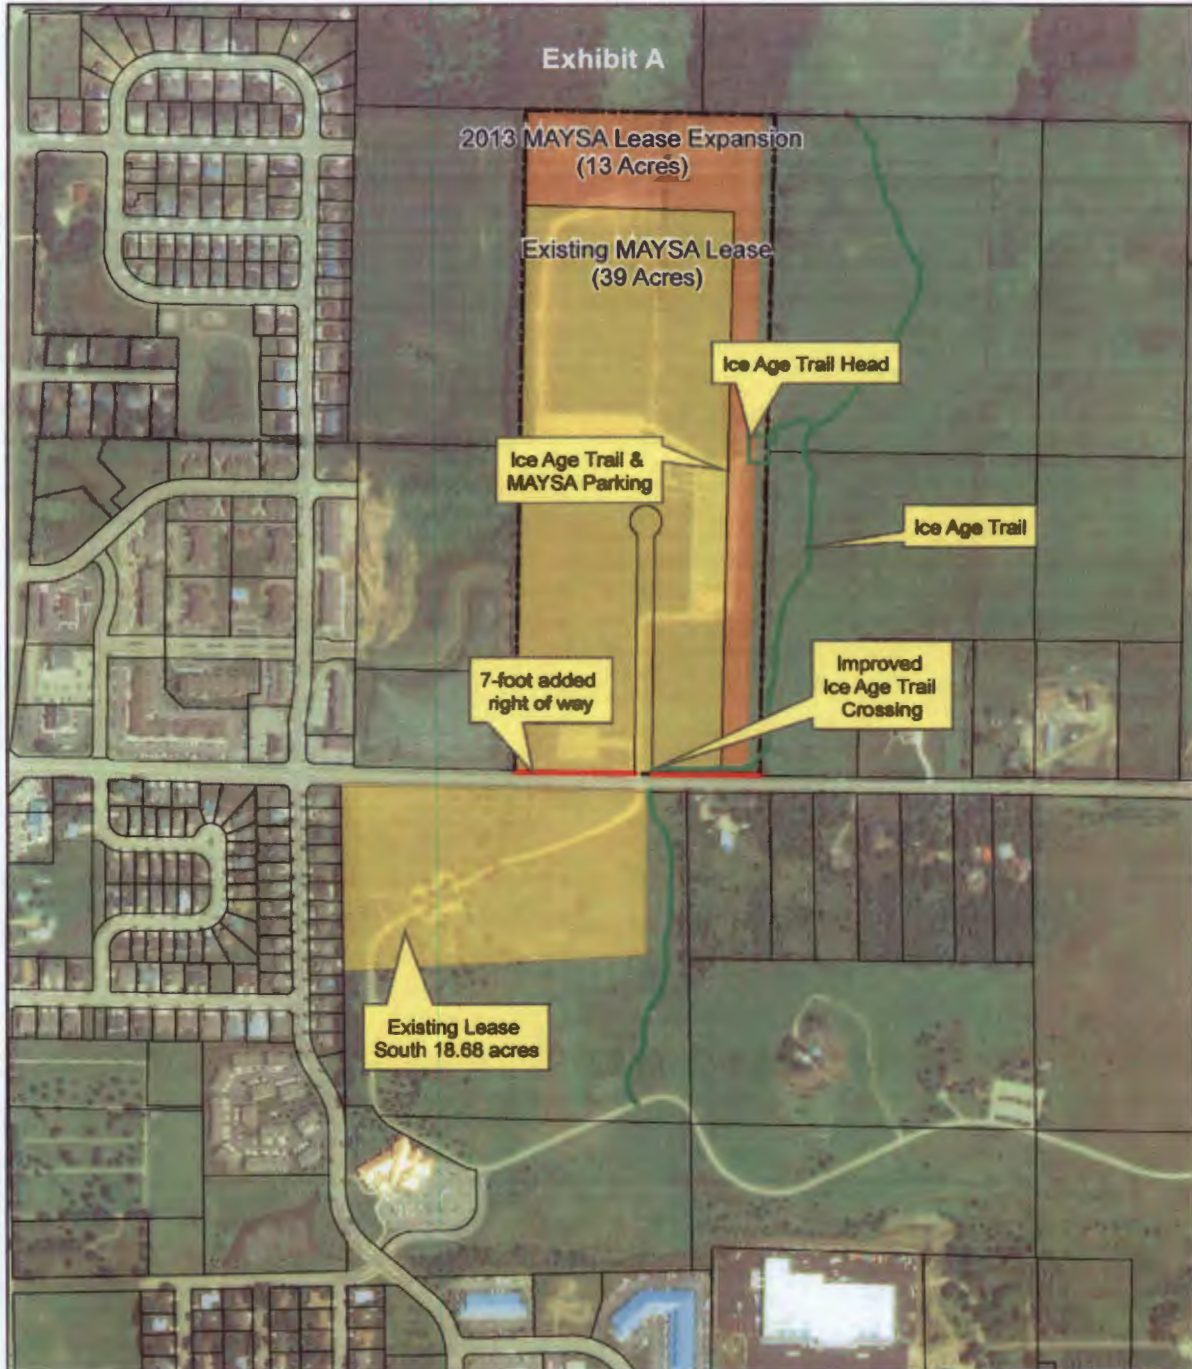 Exhibit A
2013 MAYSA Lease Expansion
(13 Acres)
Existing MAYSA Lease
(39 Acres)
Ice Age Trail Head
Ice Age Trail &
MAYSA Parking
Ice Age Trail
7-foot added
right of way
Improved
Ice Age Trail
Crossing
Existing Lease
South 18.68 acres